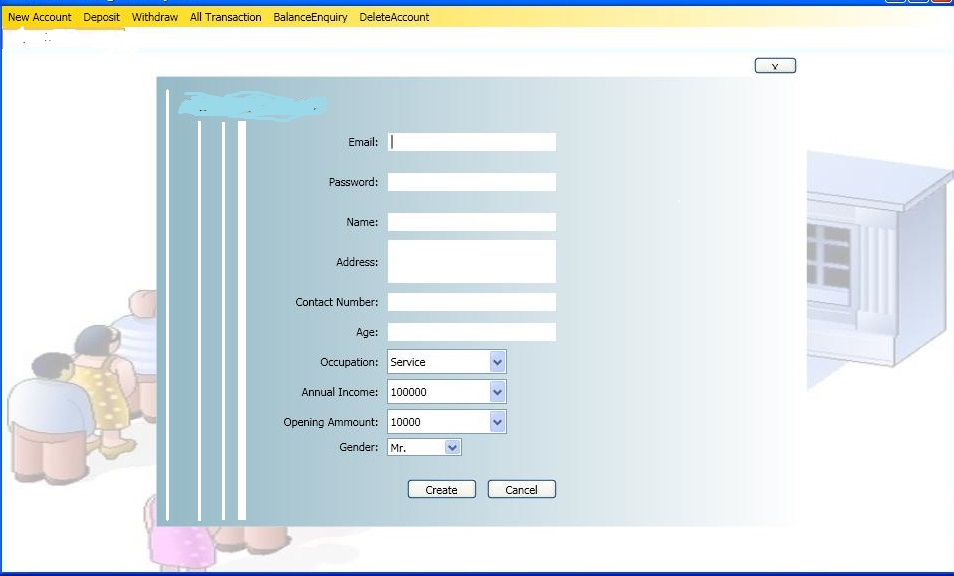 New Account Deposit Withdraw All Transaction BalanceEnquiry DeleteAccount
Email:
Password:
Name:
Address:
Contact Number:
Age:
Occupation: Service
Annual Income: 100000
Opening Ammount: 10000
Gender: Mr.
Create Cancel